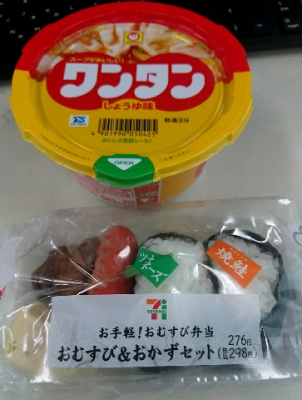 スープがおいしい!
ワンタン
しょうゆ味
熱湯3分
4 901990 050425
OPEN
ツナマヨネーズ
焼鮭
お手軽!おむすび弁当
おむすび&おかずセット
276円
298円)